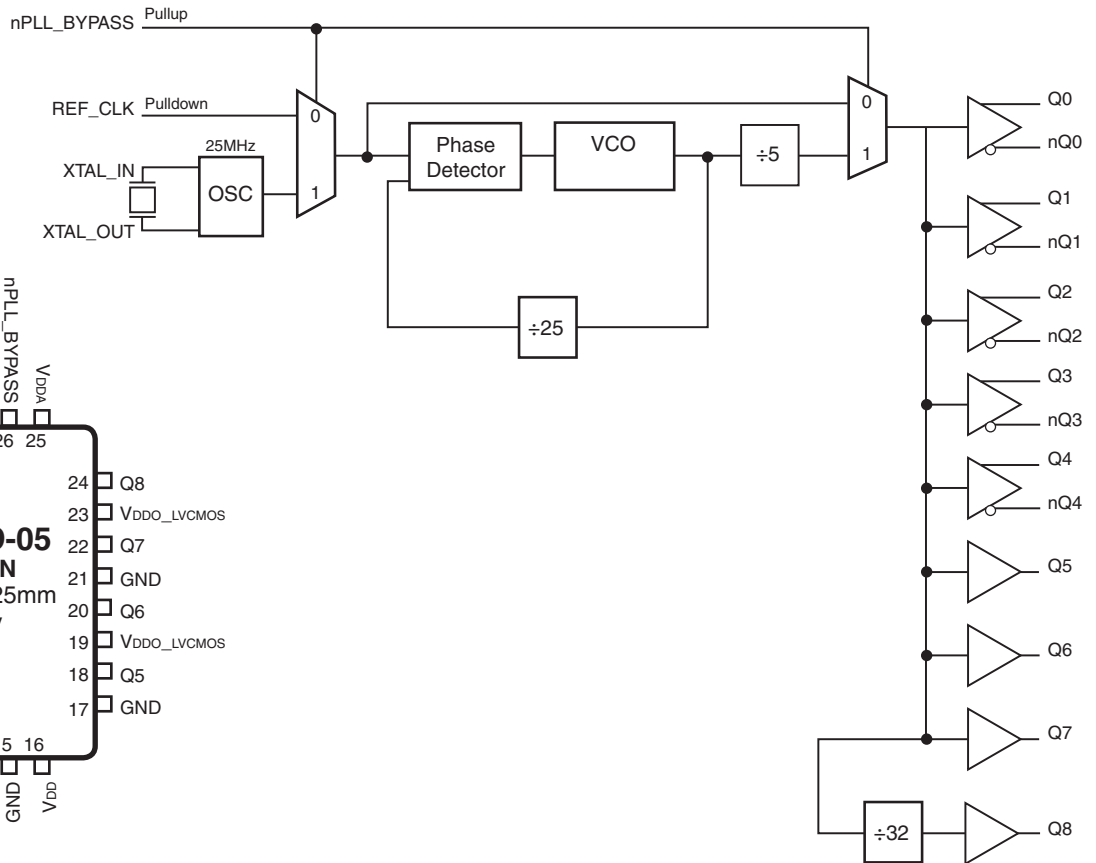 nPLL_BYPASS Pullup
REF_CLK Pulldown
XTAL_IN
XTAL_OUT
25MHz
OSC
0
1
Phase
Detector
VCO
÷5
÷25
0
1
Q0
nQ0
Q1
nQ1
Q2
nQ2
Q3
nQ3
Q4
nQ4
Q5
Q6
Q7
÷32
Q8
nPLL_BYPASS
VDDA
26 25
24 Q8
23 VDDO_LVCMOS
22 Q7
21 GND
20 Q6
19 VDDO_LVCMOS
18 Q5
17 GND
-05
N
25mm
5 16
GND
VDD